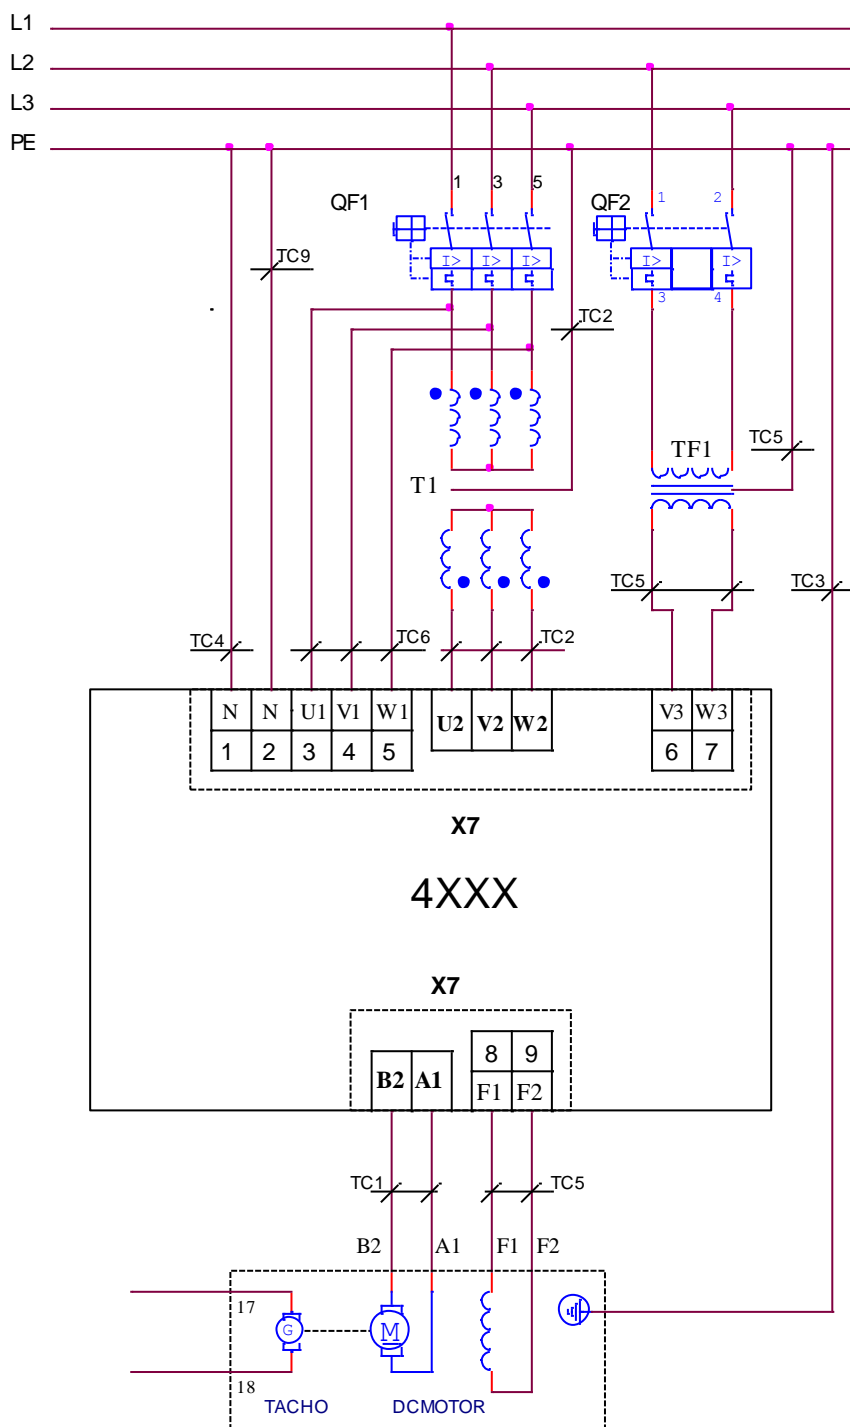 L1
L2
L3
PE
QF1 1 3 5 QF2 1 2
TC9
I> I> I> I> I>
3 4
TC2
T1 TF1 TC5
TC5 TC3
TC4 TC6 TC2
N N U1 V1 W1 U2 V2 W2 V3 W3
1 2 3 4 5 6 7
X7
4XXX
X7
8 9
B2 A1 F1 F2
TC1 TC5
B2 A1 F1 F2
17
G M
18
TACHO DCMOTOR